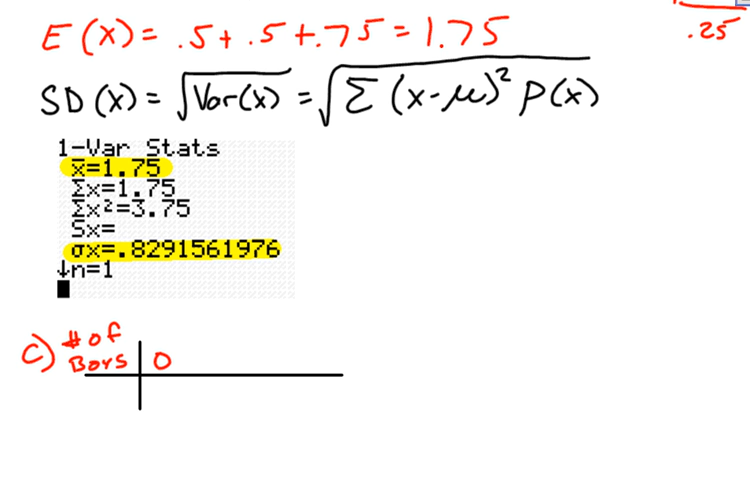 E(x) = .5 + .5 + .75 = 1.75
.25
SD(x) = √Var(x) = √Σ(x-μ)² P(x)
1-Var Stats
x̄=1.75
Σx=1.75
Σx²=3.75
Sx=
σx=.8291561976
↓n=1
c) # of
Boys 0